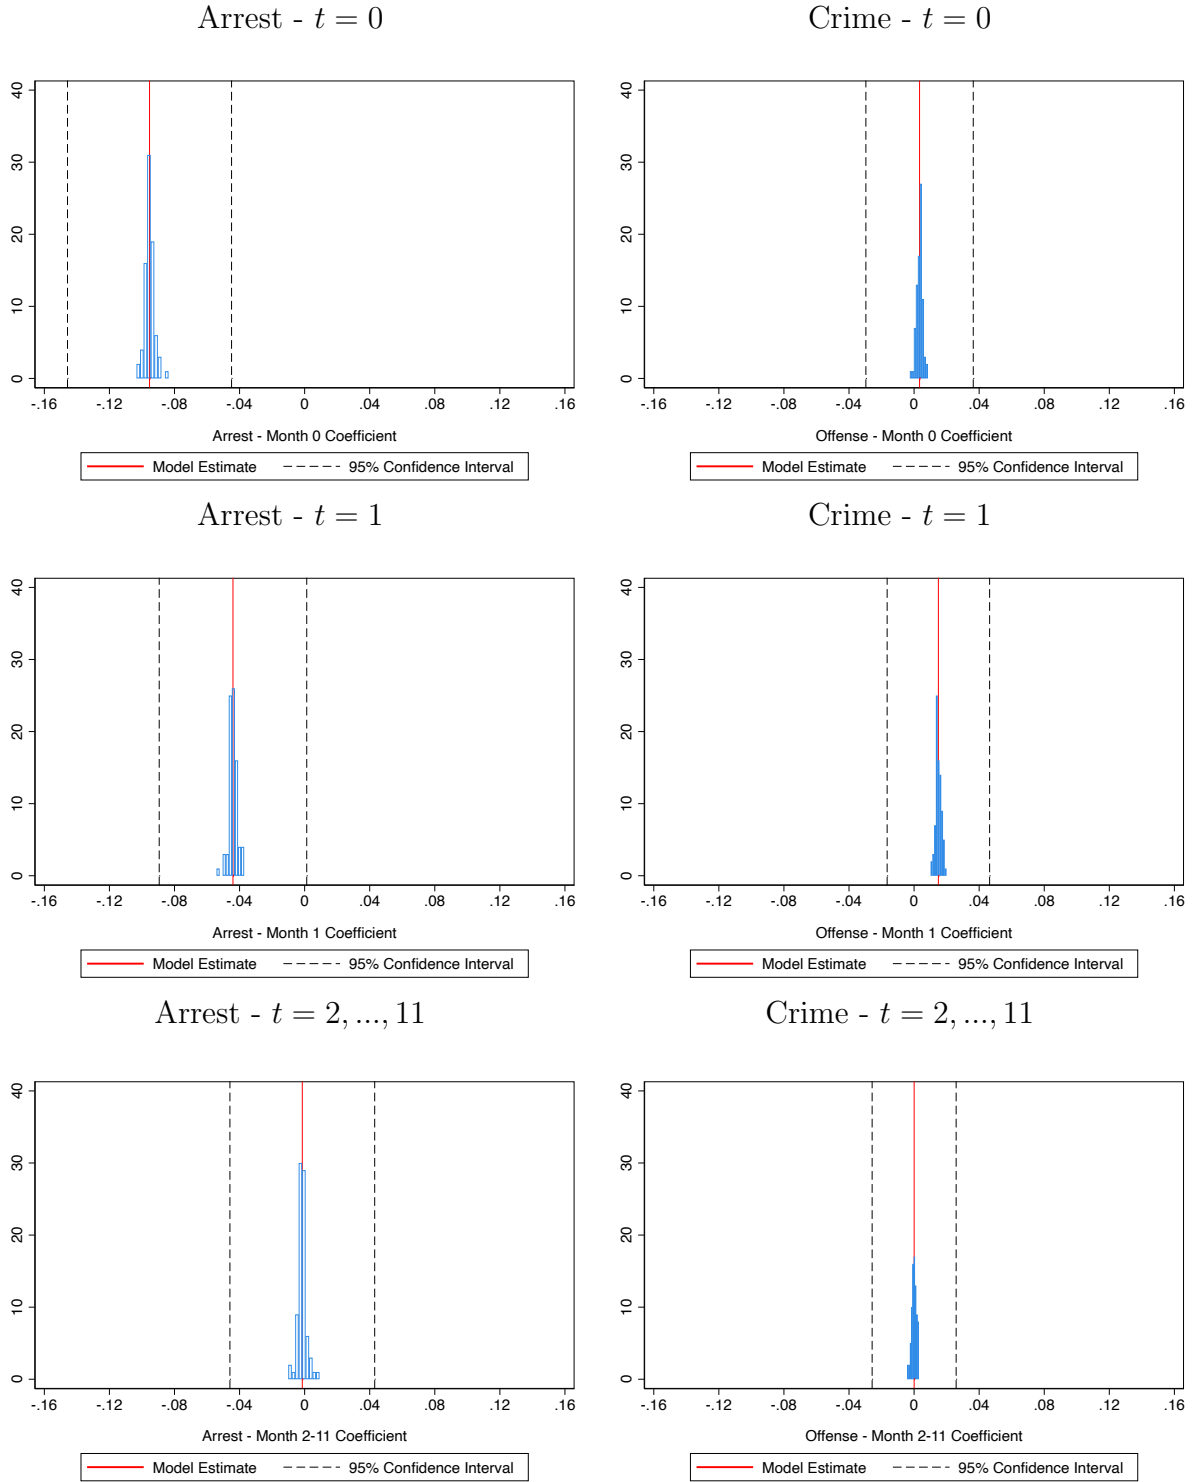 Arrest - t = 0
40
30
20
10
0
-.16 -.12 -.08 -.04 0 .04 .08 .12 .16
Arrest - Month 0 Coefficient
Model Estimate 95% Confidence Interval
Crime - t = 0
40
30
20
10
0
-.16 -.12 -.08 -.04 0 .04 .08 .12 .16
Offense - Month 0 Coefficient
Model Estimate 95% Confidence Interval
Arrest - t = 1
40
30
20
10
0
-.16 -.12 -.08 -.04 0 .04 .08 .12 .16
Arrest - Month 1 Coefficient
Model Estimate 95% Confidence Interval
Crime - t = 1
40
30
20
10
0
-.16 -.12 -.08 -.04 0 .04 .08 .12 .16
Offense - Month 1 Coefficient
Model Estimate 95% Confidence Interval
Arrest - t = 2, ..., 11
40
30
20
10
0
-.16 -.12 -.08 -.04 0 .04 .08 .12 .16
Arrest - Month 2-11 Coefficient
Model Estimate 95% Confidence Interval
Crime - t = 2, ..., 11
40
30
20
10
0
-.16 -.12 -.08 -.04 0 .04 .08 .12 .16
Offense - Month 2-11 Coefficient
Model Estimate 95% Confidence Interval